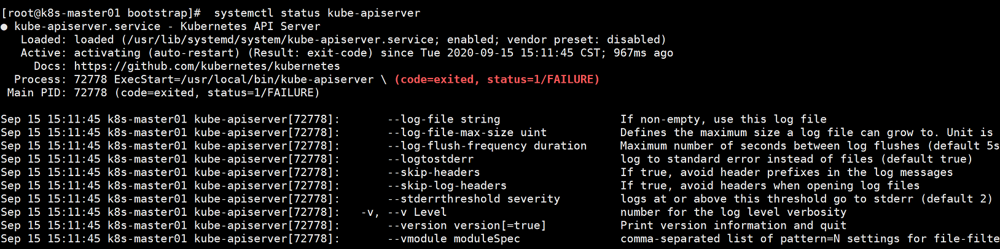 [root@k8s-master01 bootstrap]#  systemctl status kube-apiserver
● kube-apiserver.service - Kubernetes API Server
   Loaded: loaded (/usr/lib/systemd/system/kube-apiserver.service; enabled; vendor preset: disabled)
   Active: activating (auto-restart) (Result: exit-code) since Tue 2020-09-15 15:11:45 CST; 967ms ago
     Docs: https://github.com/kubernetes/kubernetes
  Process: 72778 ExecStart=/usr/local/bin/kube-apiserver \ (code=exited, status=1/FAILURE)
 Main PID: 72778 (code=exited, status=1/FAILURE)

Sep 15 15:11:45 k8s-master01 kube-apiserver[72778]:       --log-file string                  If non-empty, use this log file
Sep 15 15:11:45 k8s-master01 kube-apiserver[72778]:       --log-file-max-size uint           Defines the maximum size a log file can grow to. Unit is
Sep 15 15:11:45 k8s-master01 kube-apiserver[72778]:       --log-flush-frequency duration     Maximum number of seconds between log flushes (default 5s
Sep 15 15:11:45 k8s-master01 kube-apiserver[72778]:       --logtostderr                      log to standard error instead of files (default true)
Sep 15 15:11:45 k8s-master01 kube-apiserver[72778]:       --skip-headers                     If true, avoid header prefixes in the log messages
Sep 15 15:11:45 k8s-master01 kube-apiserver[72778]:       --skip-log-headers                 If true, avoid headers when opening log files
Sep 15 15:11:45 k8s-master01 kube-apiserver[72778]:       --stderrthreshold severity         logs at or above this threshold go to stderr (default 2)
Sep 15 15:11:45 k8s-master01 kube-apiserver[72778]:   -v, --v Level                          number for the log level verbosity
Sep 15 15:11:45 k8s-master01 kube-apiserver[72778]:       --version version[=true]           Print version information and quit
Sep 15 15:11:45 k8s-master01 kube-apiserver[72778]:       --vmodule moduleSpec               comma-separated list of pattern=N settings for file-filte